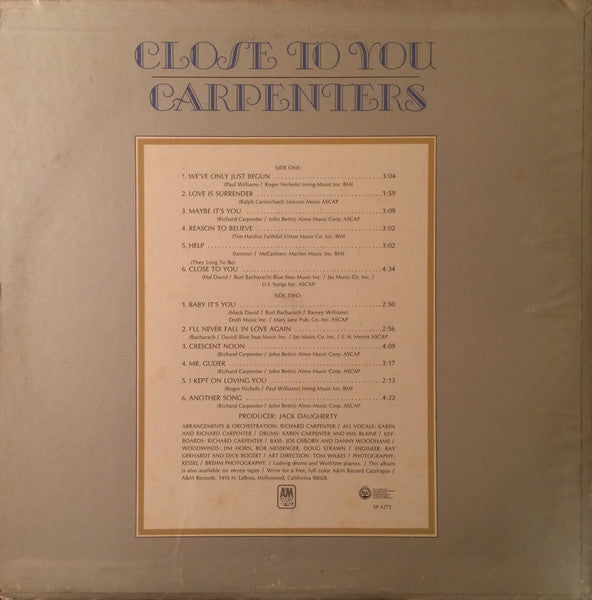 CLOSE TO YOU
CARPENTERS
SIDE ONE:
1. WE'VE ONLY JUST BEGUN 3:04
(Paul Williams / Roger Nichols) Irving Music Inc. BMI
2. LOVE IS SURRENDER 1:59
(Ralph Carmichael) Lexicon Music ASCAP
3. MAYBE IT'S YOU 3:09
(Richard Carpenter / John Bettis) Almo Music Corp. ASCAP
4. REASON TO BELIEVE 3:02
(Tim Hardin) Faithful Virtue Music Co. Inc. BMI
5. HELP 3:02
(Lennon / McCartney) Maclen Music Inc. BMI
(They Long To Be)
6. CLOSE TO YOU 4:34
(Hal David / Burt Bacharach) Blue Seas Music Inc. / Jac Music Co. Inc. /
U.S. Songs Inc. ASCAP
SIDE TWO:
1. BABY IT'S YOU 2:50
(Mack David / Burt Bacharach / Barney Williams)
Dolfi Music Inc. / Mary Jane Pub. Co. Inc. ASCAP
2. I'LL NEVER FALL IN LOVE AGAIN 2:56
(Bacharach / David) Blue Seas Music Inc. / Jac Music Co. Inc. / E. H. Morris ASCAP
3. CRESCENT NOON 4:09
(Richard Carpenter / John Bettis) Almo Music Corp. ASCAP
4. MR. GUDER 3:17
(Richard Carpenter / John Bettis) Almo Music Corp. ASCAP
5. I KEPT ON LOVING YOU 2:13
(Roger Nichols / Paul Williams) Irving Music Inc. BMI
6. ANOTHER SONG 4:22
(Richard Carpenter / John Bettis) Almo Music Corp. ASCAP
PRODUCER: JACK DAUGHERTY
ARRANGEMENTS & ORCHESTRATION: RICHARD CARPENTER / ALL VOCALS: KAREN
AND RICHARD CARPENTER / DRUMS: KAREN CARPENTER AND HAL BLAINE / KEY-
BOARDS: RICHARD CARPENTER / BASS: JOE OSBORN AND DANNY WOODHAMS /
WOODWINDS: JIM HORN, BOB MESSENGER, DOUG STRAWN / ENGINEER: RAY
GERHARDT AND DICK BOGERT / ART DIRECTION: TOM WILKES / PHOTOGRAPHY:
KESSEL / BREHM PHOTOGRAPHY. / Ludwig drums and Wurlitzer pianos. / This album
is also available on stereo tapes / Write for a free, full color A&M Record Catalogue /
A&M Records, 1416 N. LaBrea, Hollywood, California 90028.
A&M
SP 4271